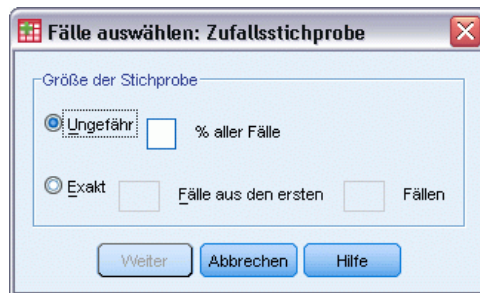 Fälle auswählen: Zufallsstichprobe
Größe der Stichprobe
Ungefähr % aller Fälle
Exakt Fälle aus den ersten Fällen
Weiter Abbrechen Hilfe